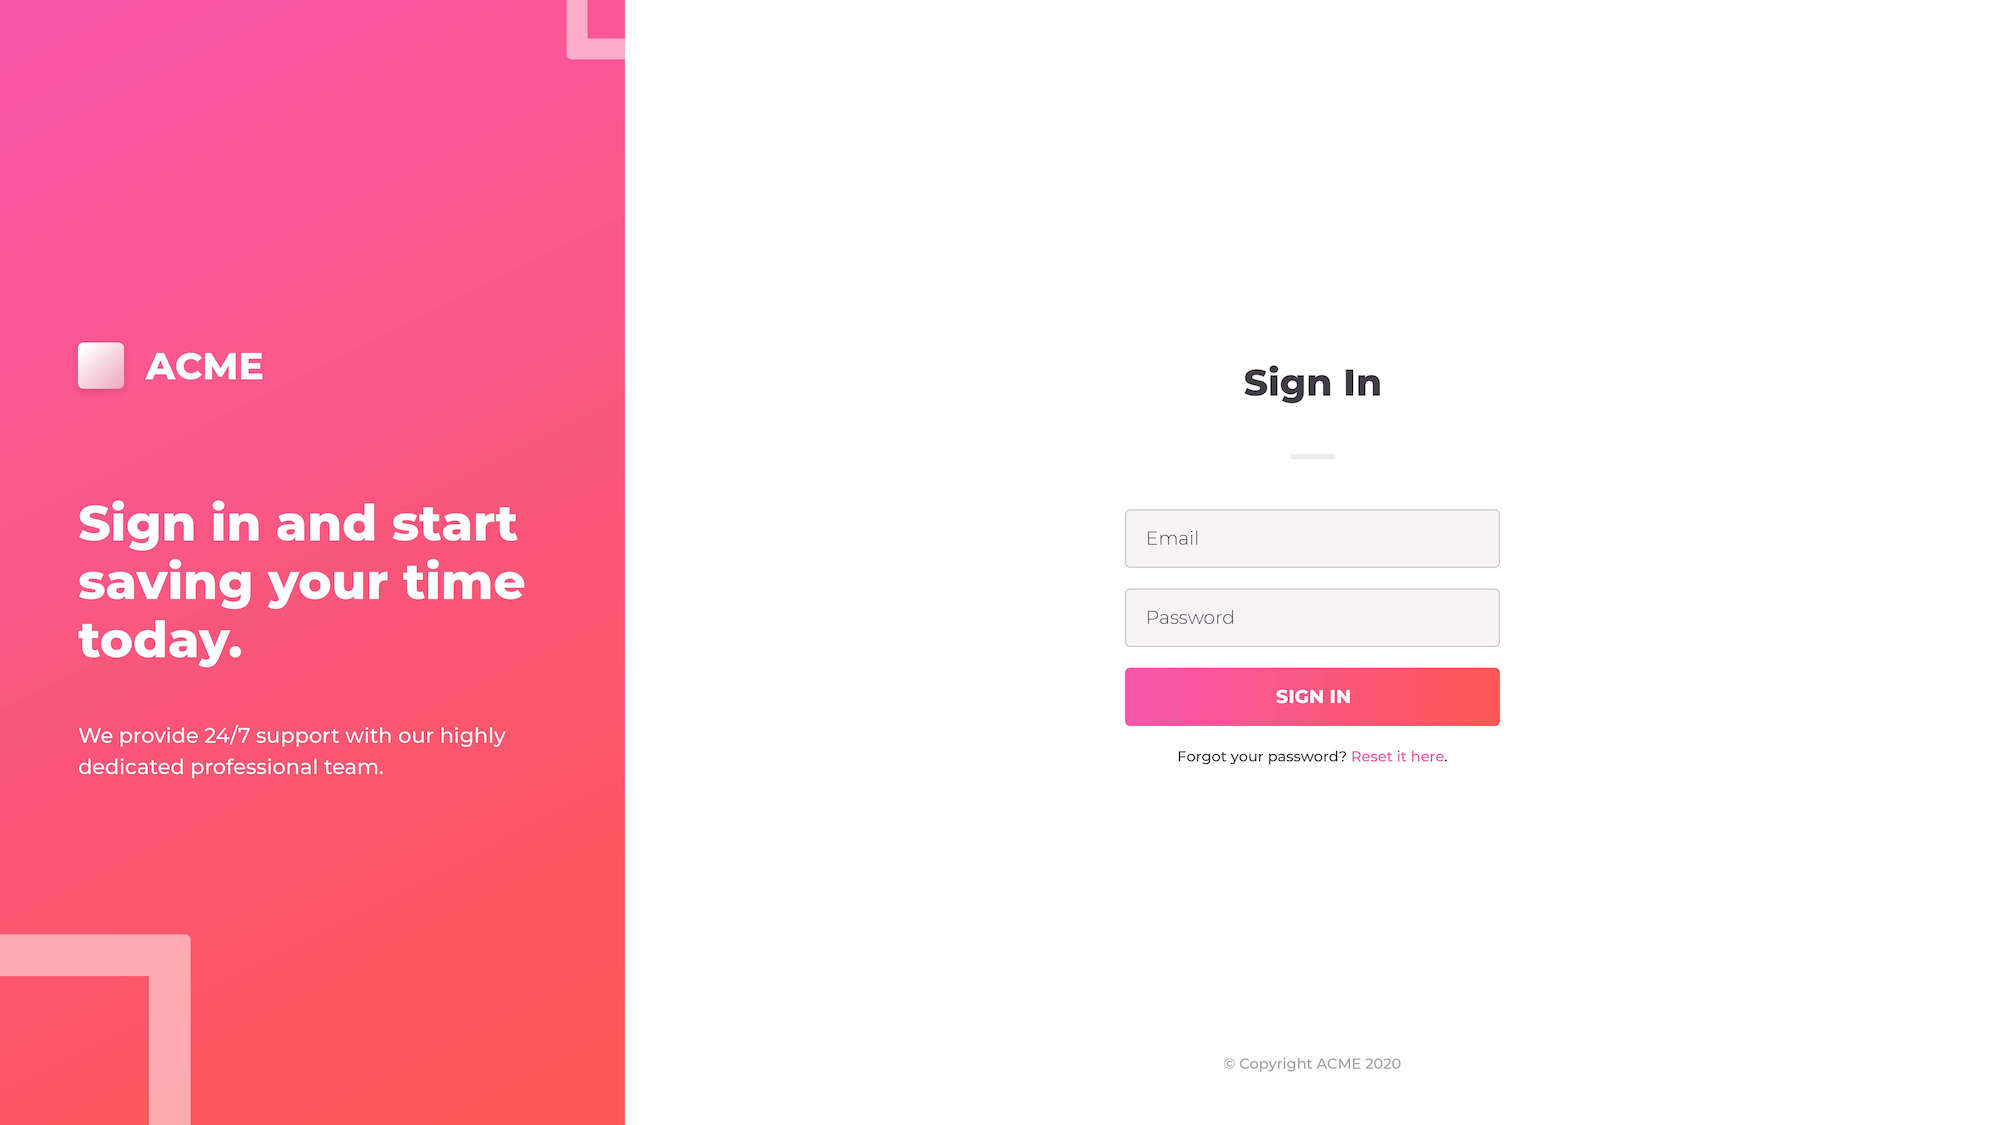 ACME
Sign in and start
saving your time
today.
We provide 24/7 support with our highly
dedicated professional team.
Sign In
Email
Password
SIGN IN
Forgot your password? Reset it here.
© Copyright ACME 2020